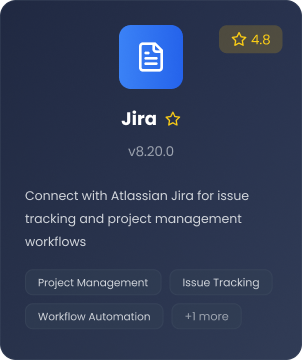 4.8
Jira
v8.20.0
Connect with Atlassian Jira for issue
tracking and project management
workflows
Project Management
Issue Tracking
Workflow Automation
+1 more